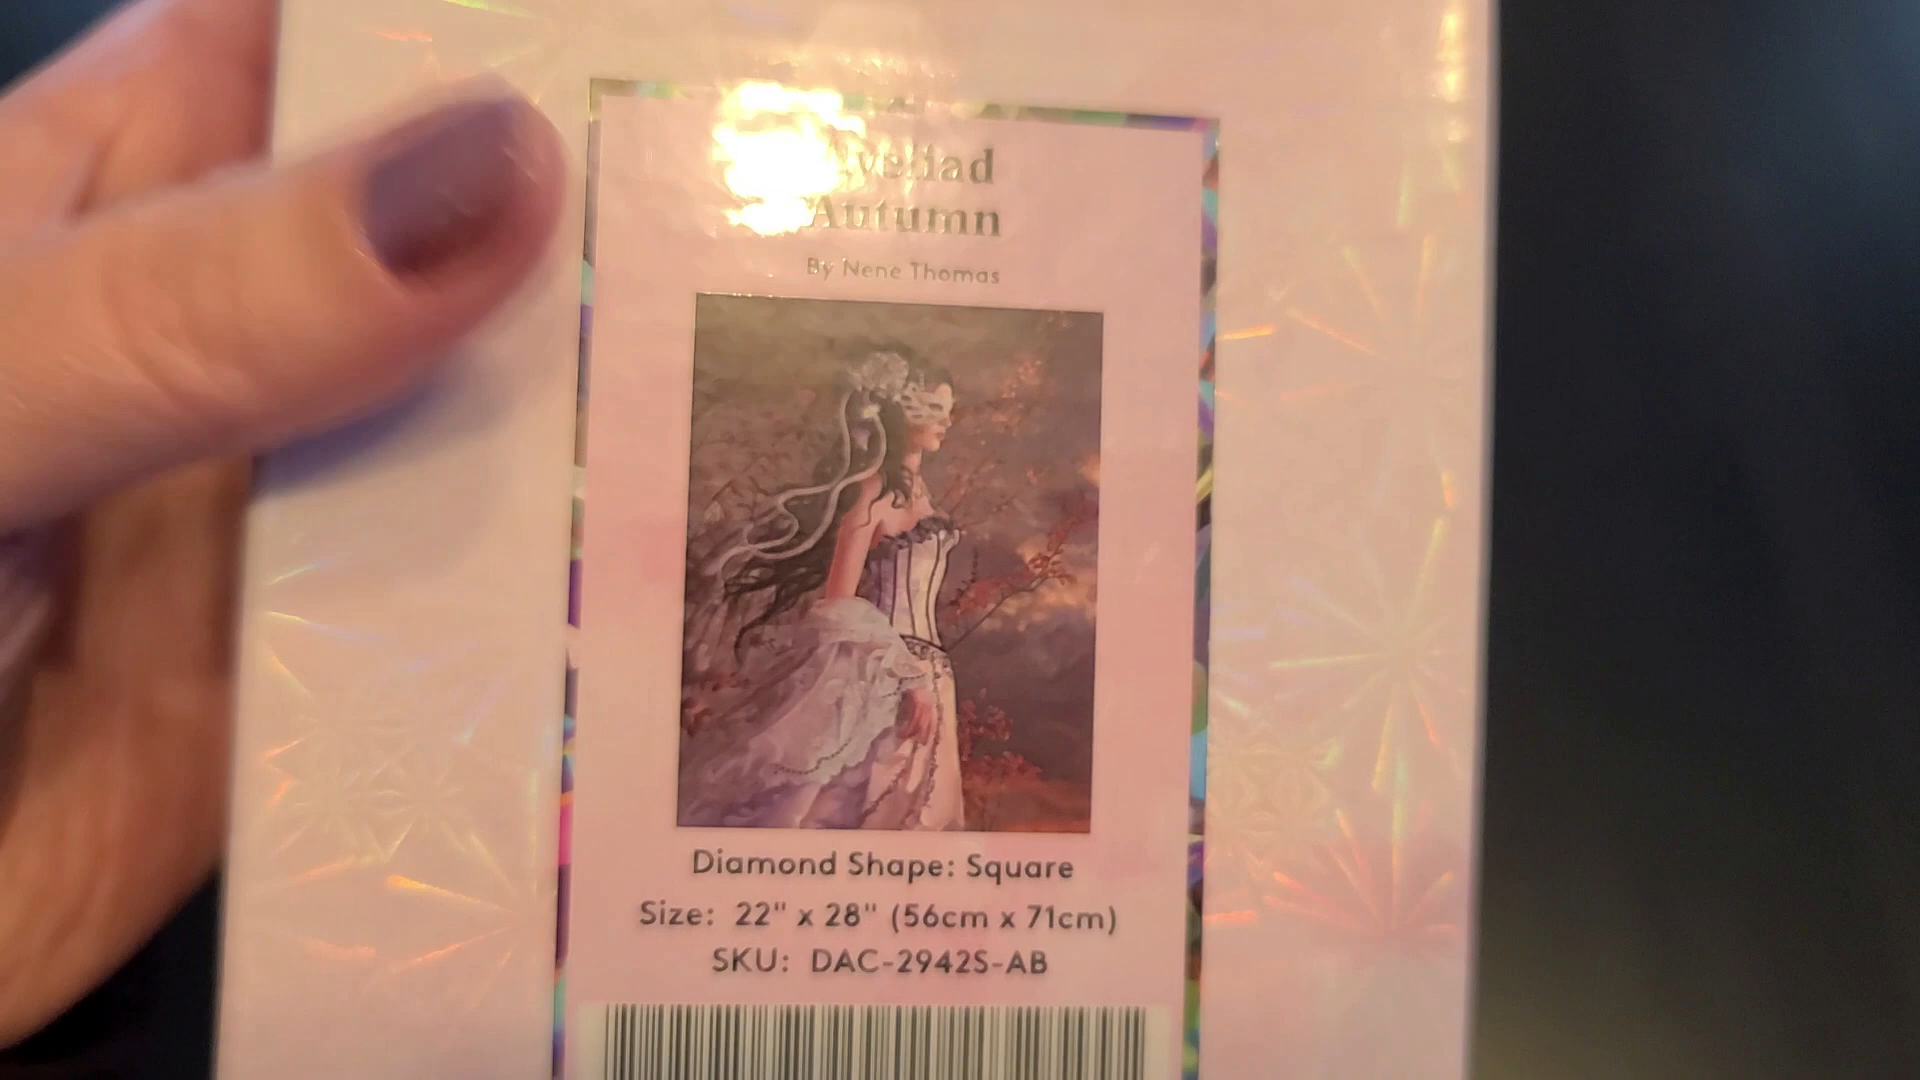 Autumn
By Nene Thomas
Diamond Shape: Square
Size: 22" x 28" (56cm x 71cm)
SKU: DAC-2942S-AB